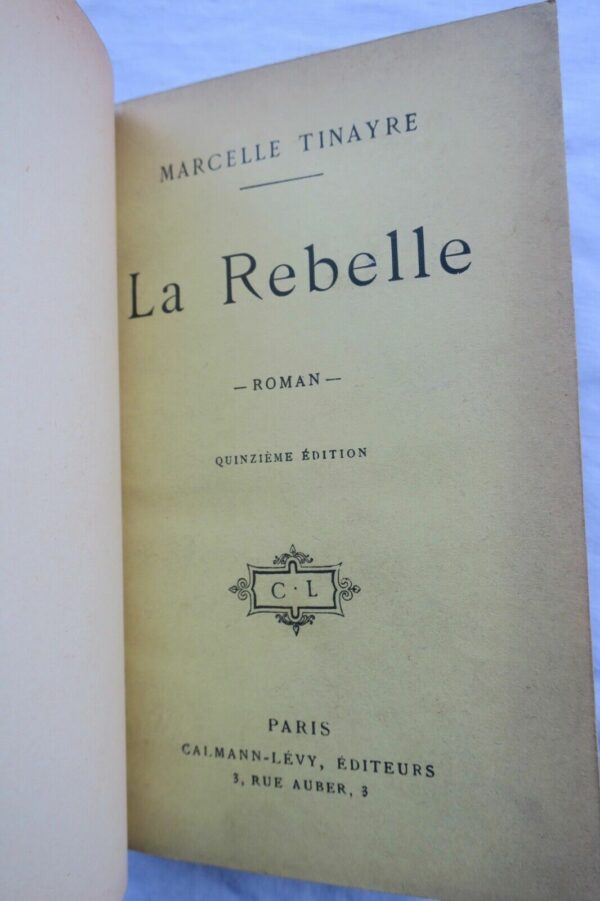 MARCELLE TINAYRE
La Rebelle
— ROMAN —
QUINZIÈME ÉDITION
C · L
PARIS
CALMANN-LÉVY, ÉDITEURS
3, RUE AUBER, 3